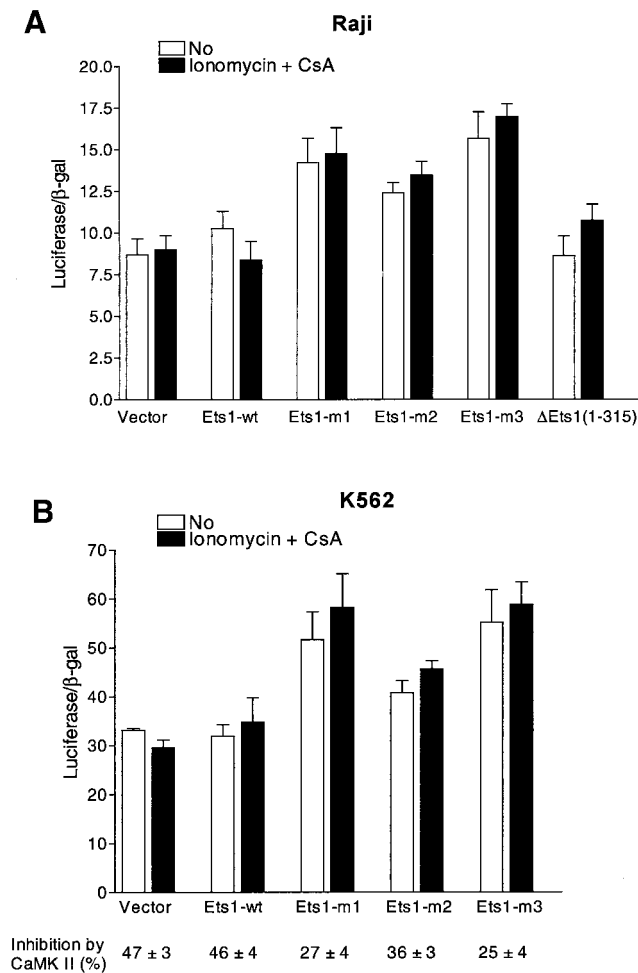 A
Raji
No
Ionomycin + CsA
Luciferase/β-gal
20.0
17.5
15.0
12.5
10.0
7.5
5.0
2.5
0.0
Vector Ets1-wt Ets1-m1 Ets1-m2 Ets1-m3 ΔEts1(1-315)
B
K562
No
Ionomycin + CsA
Luciferase/β-gal
70
60
50
40
30
20
10
0
Vector Ets1-wt Ets1-m1 Ets1-m2 Ets1-m3
Inhibition by
CaMK II (%)
47 ± 3 46 ± 4 27 ± 4 36 ± 3 25 ± 4